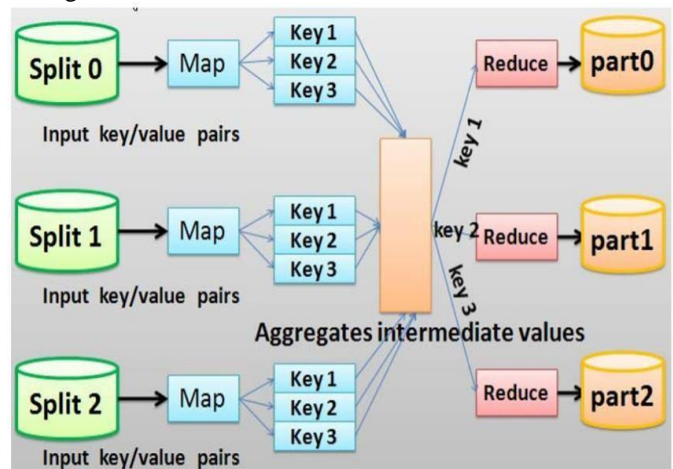 Split 0
Map
Key 1
Key 2
Key 3
Reduce
part0
Input key/value pairs
key 1
Split 1
Map
Key 1
Key 2
Key 3
key 2
Reduce
part1
Input key/value pairs
key 3
Aggregates intermediate values
Split 2
Map
Key 1
Key 2
Key 3
Reduce
part2
Input key/value pairs